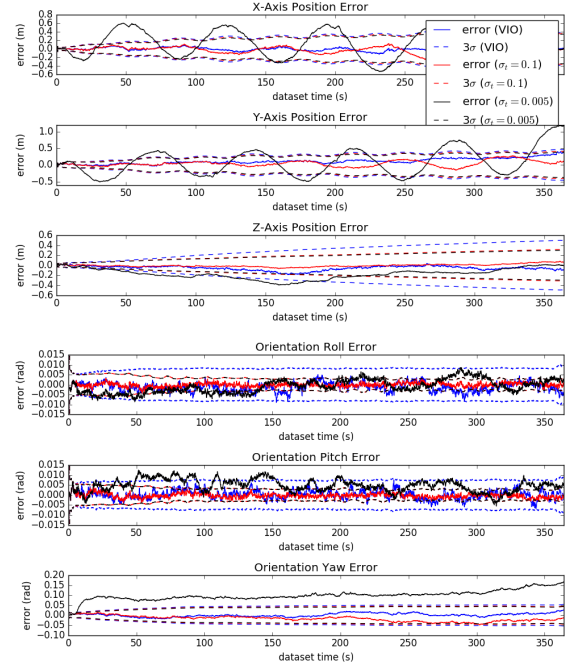 X-Axis Position Error
0.8
0.6
0.4
0.2
0.0
−0.2
−0.4
−0.6
error (m)
0 50 100 150 200 250 300 350
dataset time (s)
error (VIO)
3σ (VIO)
error (σt = 0.1)
3σ (σt = 0.1)
error (σt = 0.005)
3σ (σt = 0.005)
Y-Axis Position Error
1.0
0.5
0.0
−0.5
error (m)
0 50 100 150 200 250 300 350
dataset time (s)
Z-Axis Position Error
0.6
0.4
0.2
0.0
−0.2
−0.4
−0.6
error (m)
0 50 100 150 200 250 300 350
dataset time (s)
Orientation Roll Error
0.015
0.010
0.005
0.000
−0.005
−0.010
−0.015
error (rad)
0 50 100 150 200 250 300 350
dataset time (s)
Orientation Pitch Error
0.015
0.010
0.005
0.000
−0.005
−0.010
−0.015
error (rad)
0 50 100 150 200 250 300 350
dataset time (s)
Orientation Yaw Error
0.20
0.15
0.10
0.05
0.00
−0.05
−0.10
error (rad)
0 50 100 150 200 250 300 350
dataset time (s)